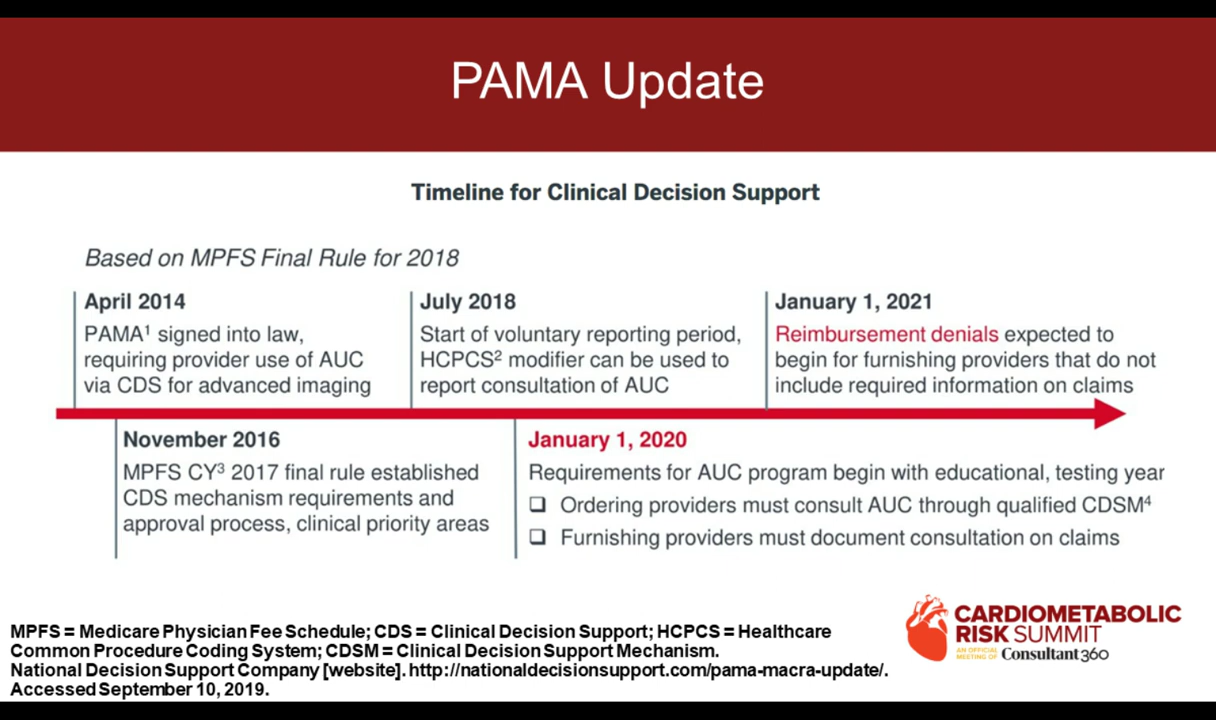 PAMA Update
Timeline for Clinical Decision Support
Based on MPFS Final Rule for 2018
April 2014
PAMA¹ signed into law,
requiring provider use of AUC
via CDS for advanced imaging
July 2018
Start of voluntary reporting period,
HCPCS² modifier can be used to
report consultation of AUC
January 1, 2021
Reimbursement denials expected to
begin for furnishing providers that do not
include required information on claims
November 2016
MPFS CY³ 2017 final rule established
CDS mechanism requirements and
approval process, clinical priority areas
January 1, 2020
Requirements for AUC program begin with educational, testing year
❑ Ordering providers must consult AUC through qualified CDSM⁴
❑ Furnishing providers must document consultation on claims
MPFS = Medicare Physician Fee Schedule; CDS = Clinical Decision Support; HCPCS = Healthcare
Common Procedure Coding System; CDSM = Clinical Decision Support Mechanism.
National Decision Support Company [website]. http://nationaldecisionsupport.com/pama-macra-update/.
Accessed September 10, 2019.
CARDIOMETABOLIC
RISK SUMMIT
AN OFFICIAL
MEETING OF Consultant360